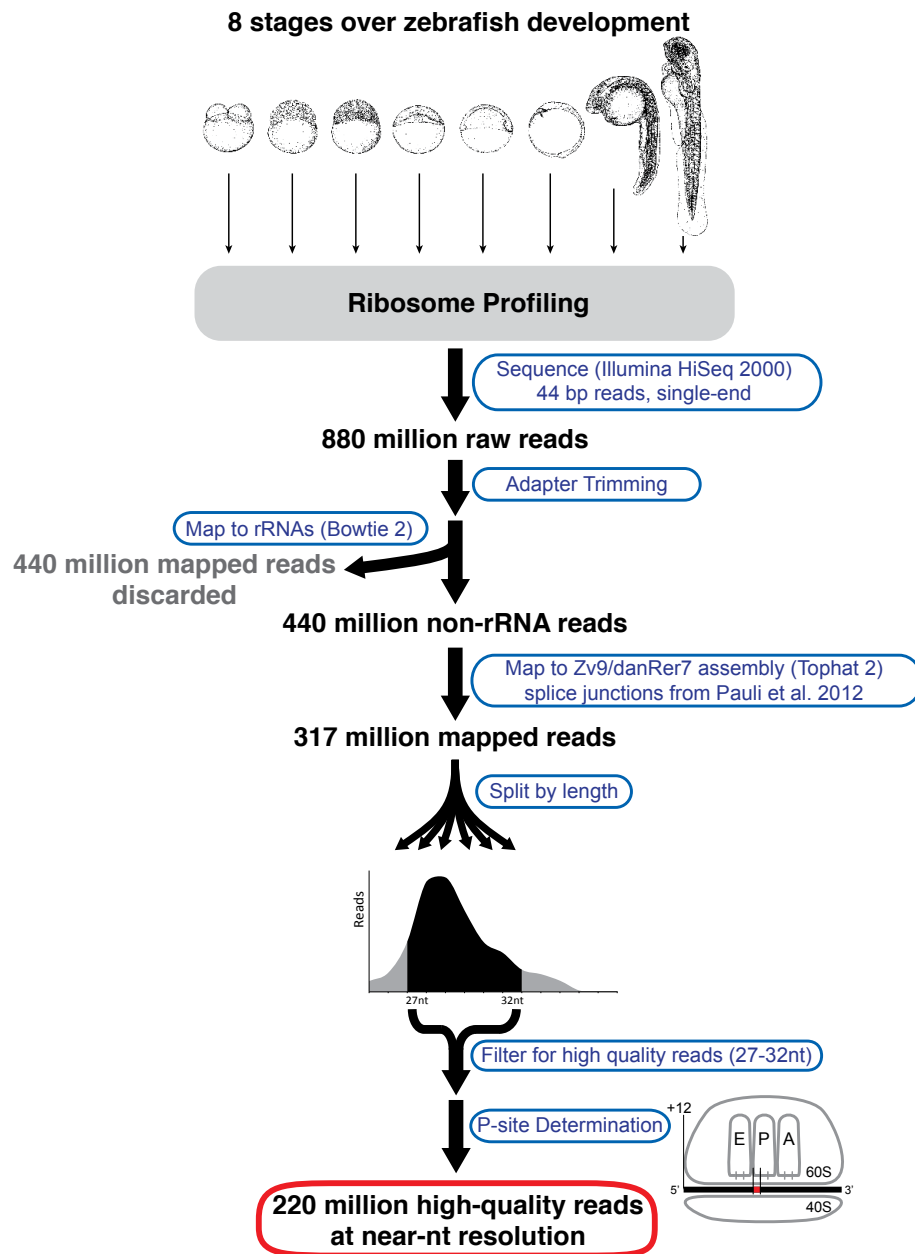 8 stages over zebrafish development
Ribosome Profiling
Sequence (Illumina HiSeq 2000)
44 bp reads, single-end
880 million raw reads
Adapter Trimming
Map to rRNAs (Bowtie 2)
440 million mapped reads
discarded
440 million non-rRNA reads
Map to Zv9/danRer7 assembly (Tophat 2)
splice junctions from Pauli et al. 2012
317 million mapped reads
Split by length
Reads
27nt 32nt
Filter for high quality reads (27-32nt)
P-site Determination
+12
E P A
60S
5' 3'
40S
220 million high-quality reads
at near-nt resolution